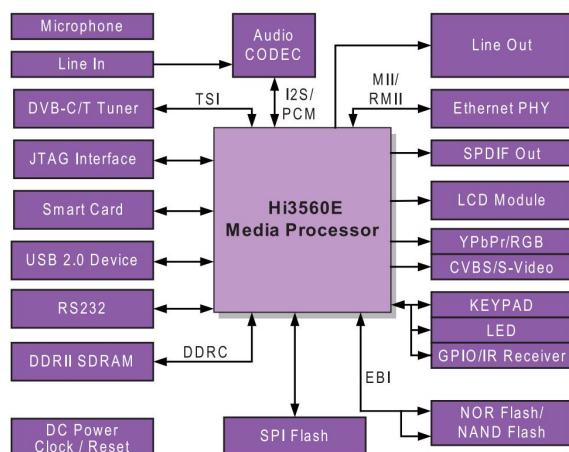 Microphone
Line In
DVB-C/T Tuner
JTAG Interface
Smart Card
USB 2.0 Device
RS232
DDRII SDRAM
DC Power
Clock / Reset
Audio
CODEC
TSI
I2S/
PCM
MII/
RMII
Hi3560E
Media Processor
DDRC
EBI
SPI Flash
Line Out
Ethernet PHY
SPDIF Out
LCD Module
YPbPr/RGB
CVBS/S-Video
KEYPAD
LED
GPIO/IR Receiver
NOR Flash/
NAND Flash